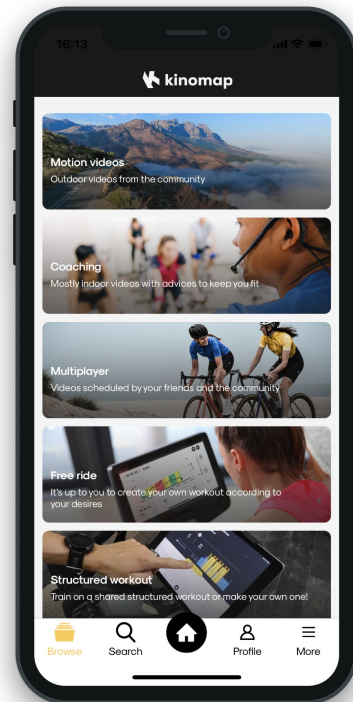 16:13
kinomap
Motion videos
Outdoor videos from the community
Coaching
Mostly indoor videos with advices to keep you fit
Multiplayer
Videos scheduled by your friends and the community
Free ride
It's up to you to create your own workout according to
your desires
Structured workout
Train on a shared structured workout or make your own one!
Browse
Search
Profile
More